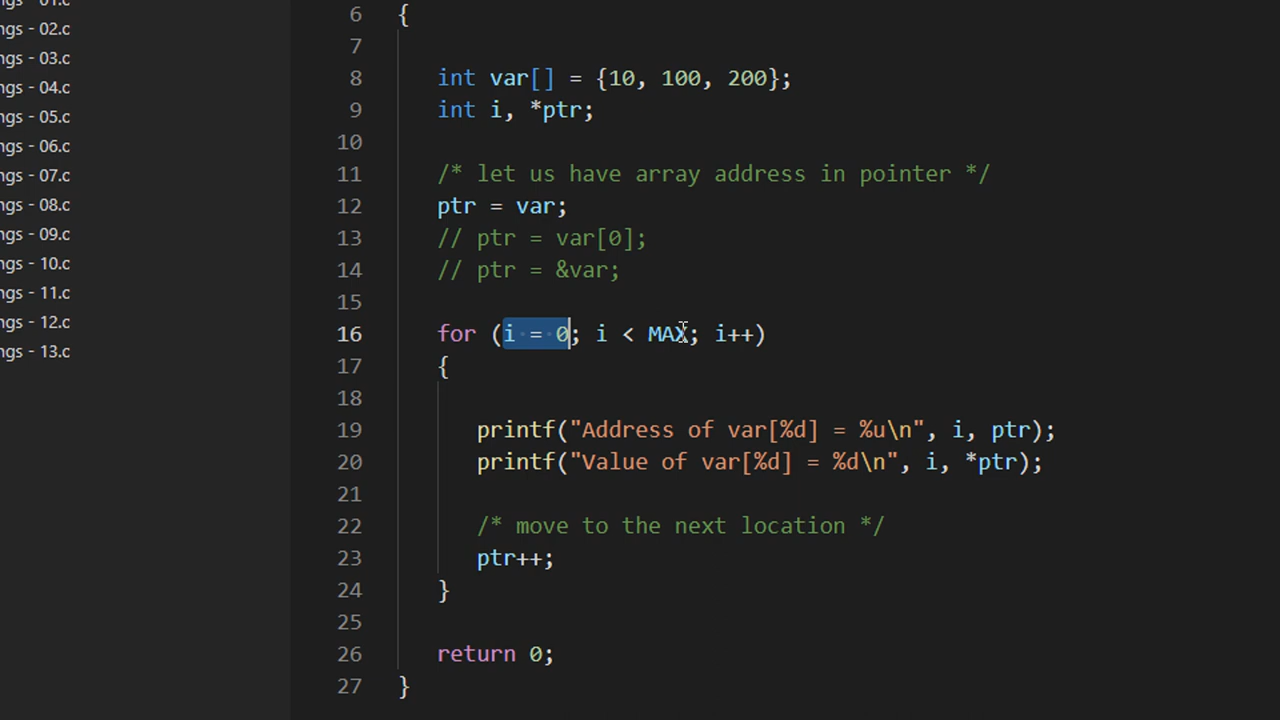 ngs - 01.c
ngs - 02.c
ngs - 03.c
ngs - 04.c
ngs - 05.c
ngs - 06.c
ngs - 07.c
ngs - 08.c
ngs - 09.c
ngs - 10.c
ngs - 11.c
ngs - 12.c
ngs - 13.c
6 {
7
8 int var[] = {10, 100, 200};
9 int i, *ptr;
10
11 /* let us have array address in pointer */
12 ptr = var;
13 // ptr = var[0];
14 // ptr = &var;
15
16 for (i = 0; i < MAX; i++)
17 {
18
19 printf("Address of var[%d] = %u\n", i, ptr);
20 printf("Value of var[%d] = %d\n", i, *ptr);
21
22 /* move to the next location */
23 ptr++;
24 }
25
26 return 0;
27 }